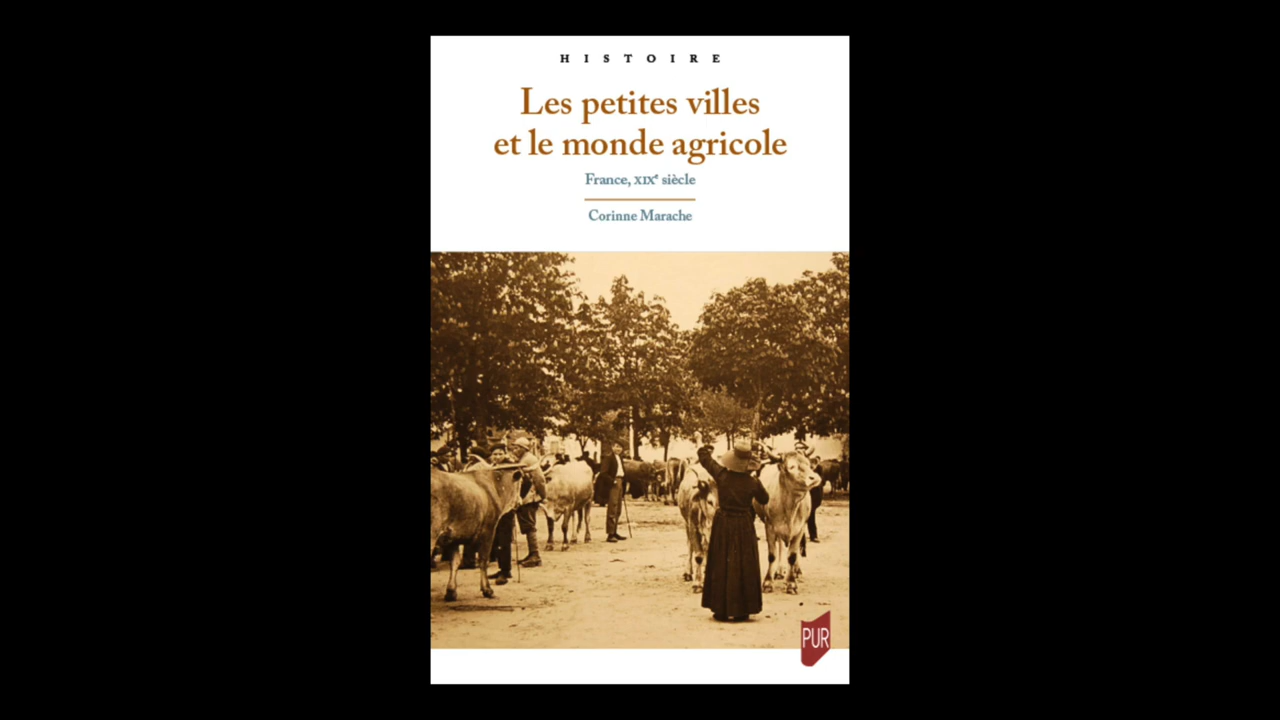 HISTOIRE
Les petites villes
et le monde agricole
France, XIXᵉ siècle
Corinne Marache
PUR